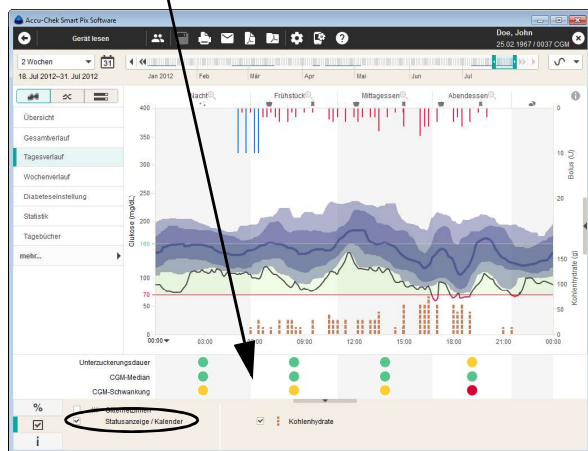 Accu-Chek Smart Pix Software
Gerät lesen
Doe, John
25.02.1967 / 0037 CGM
2 Wochen
31
18. Jul 2012–31. Jul 2012
Jan 2012 Feb Mär Apr Mai Jun Jul
Übersicht
Gesamtverlauf
Tagesverlauf
Wochenverlauf
Diabeteseinstellung
Statistik
Tagebücher
mehr...
Nacht Frühstück Mittagessen Abendessen
Glukose (mg/dL)
400
350
300
250
200
160
100
70
50
0
0
10
20
Bolus (U)
150
100
50
0
Kohlenhydrate (g)
00:00 03:00 09:00 12:00 15:00 18:00 21:00 00:00
Unterzuckerungsdauer
CGM-Median
CGM-Schwankung
%
Statusanzeige / Kalender
Kohlenhydrate
i